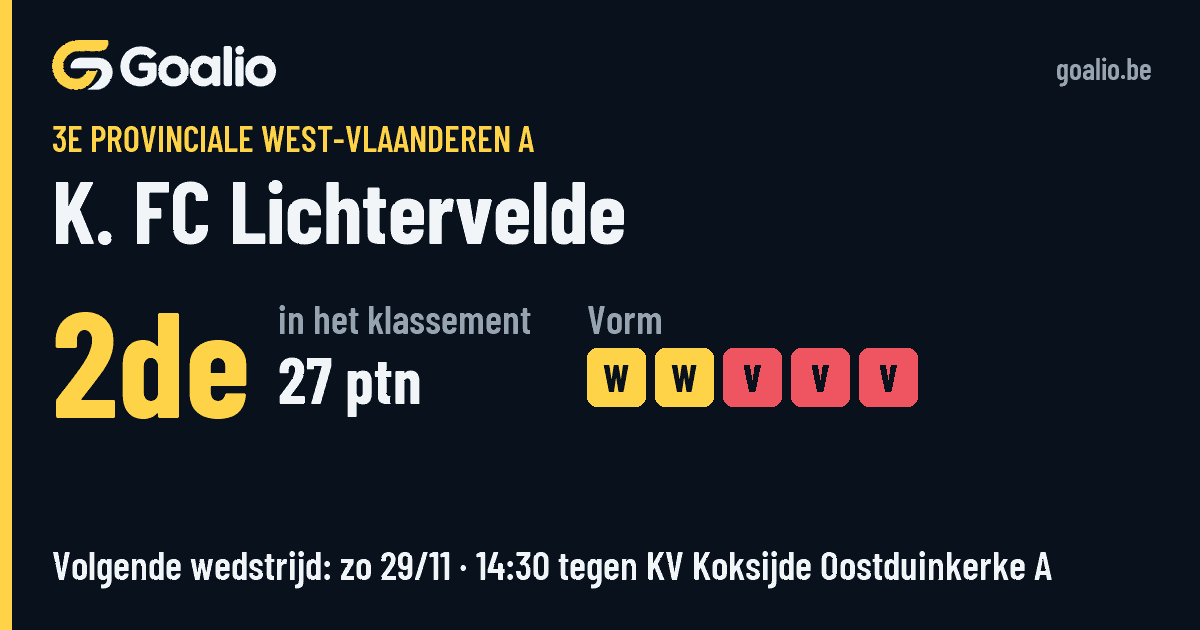 Goalio
goalio.be
3E PROVINCIALE WEST-VLAANDEREN A
K. FC Lichtervelde
2de
in het klassement
27 ptn
Vorm
W W V V V
Volgende wedstrijd: zo 29/11 · 14:30 tegen KV Koksijde Oostduinkerke A